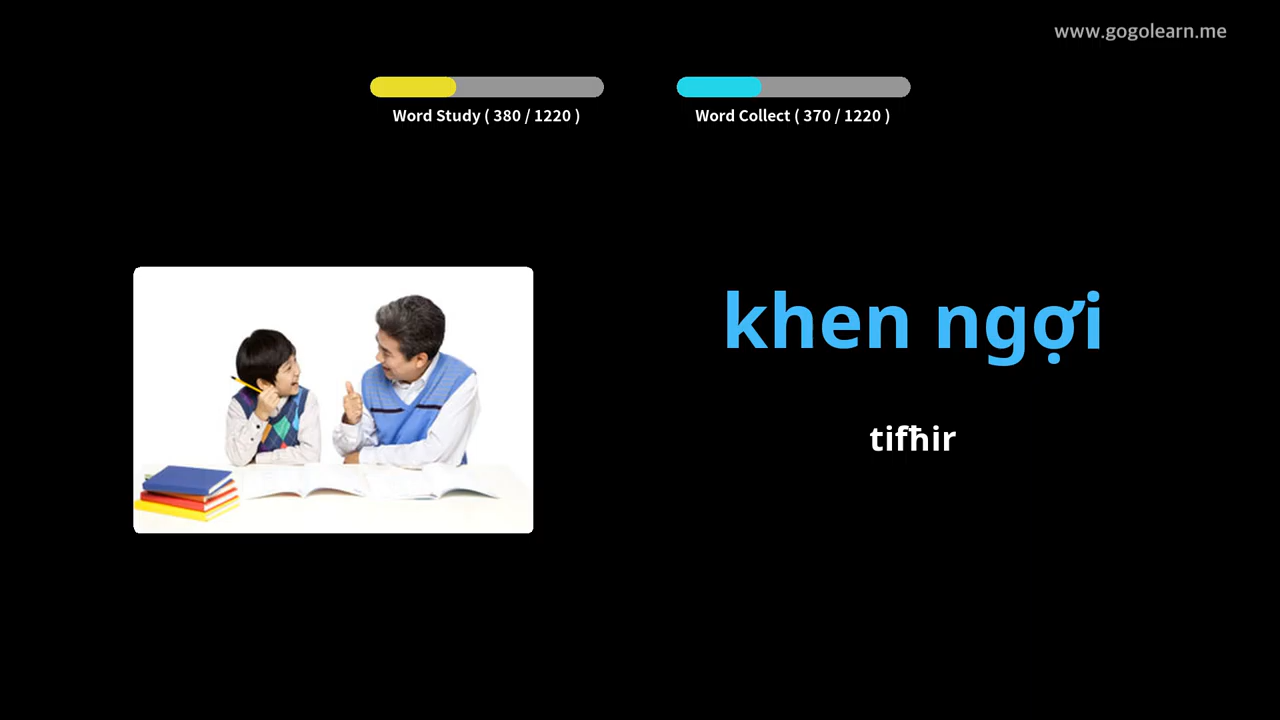 www.gogolearn.me
Word Study ( 380 / 1220 )
Word Collect ( 370 / 1220 )
khen ngợi
tifħir